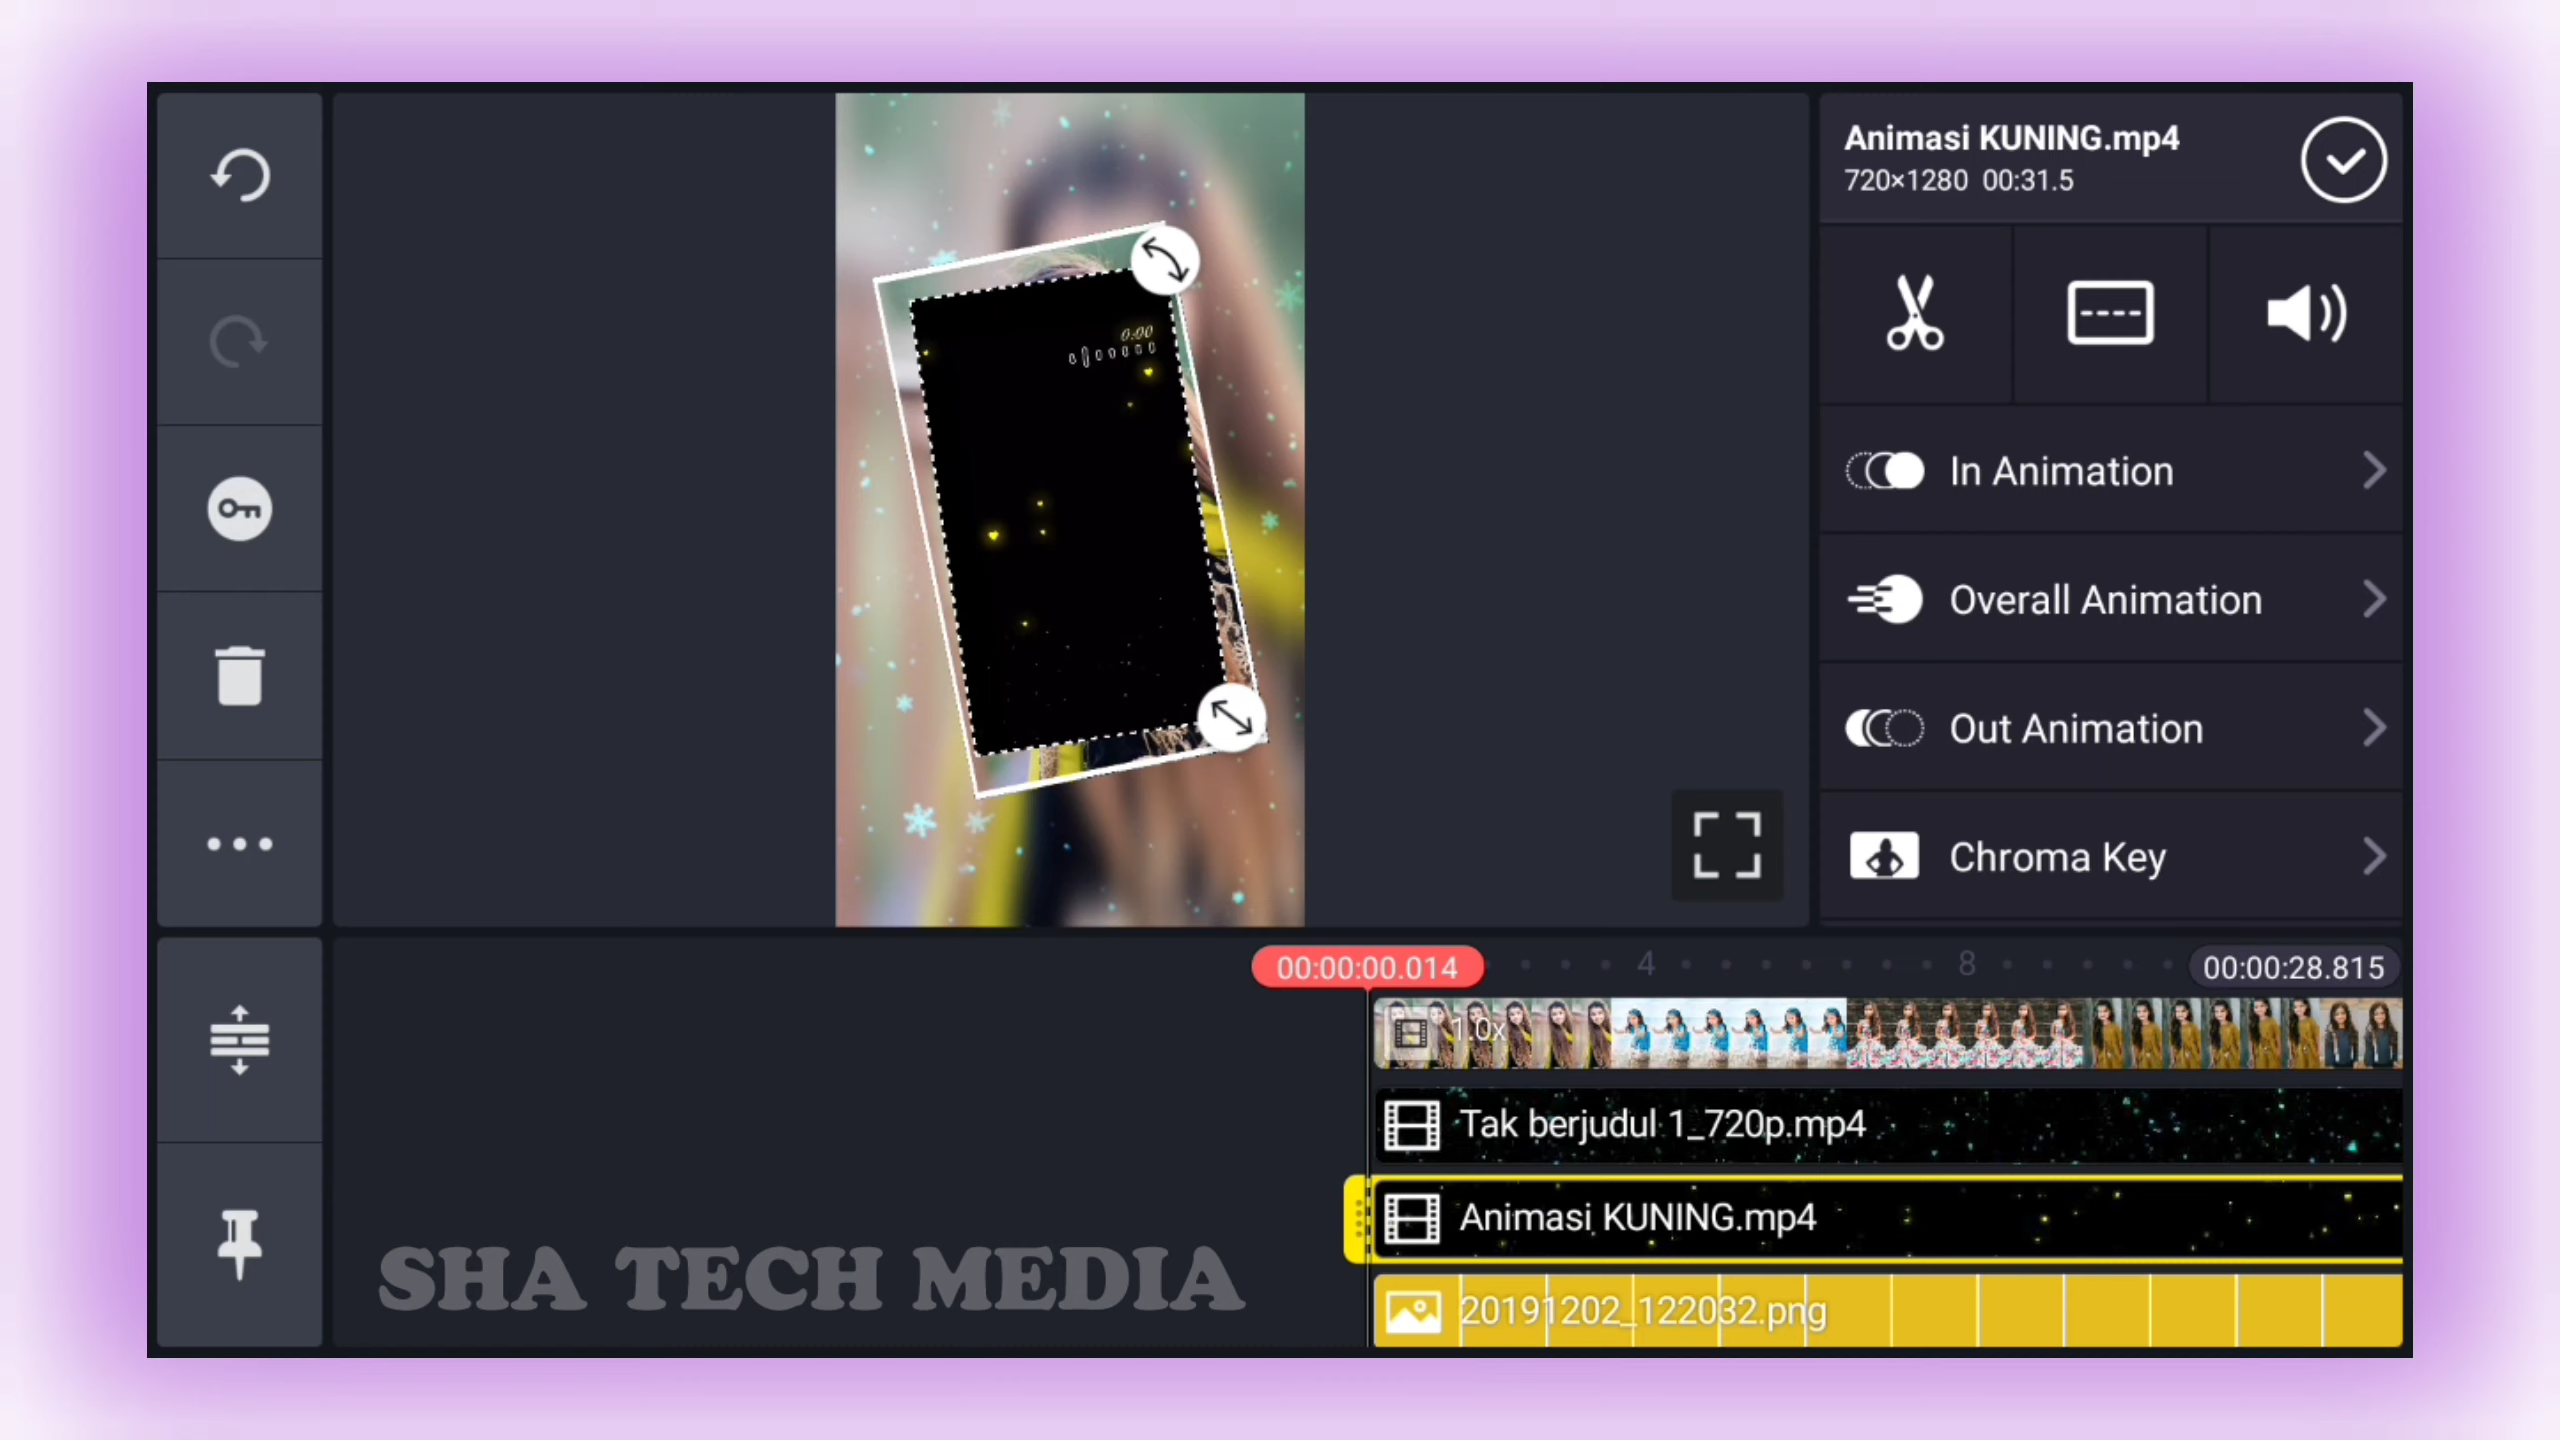 Animasi KUNING.mp4
720×1280 00:31.5
0:00
In Animation
Overall Animation
Out Animation
Chroma Key
00:00:00.014
4
8
00:00:28.815
1.0x
Tak berjudul 1_720p.mp4
Animasi KUNING.mp4
20191202_122032.png
SHA TECH MEDIA